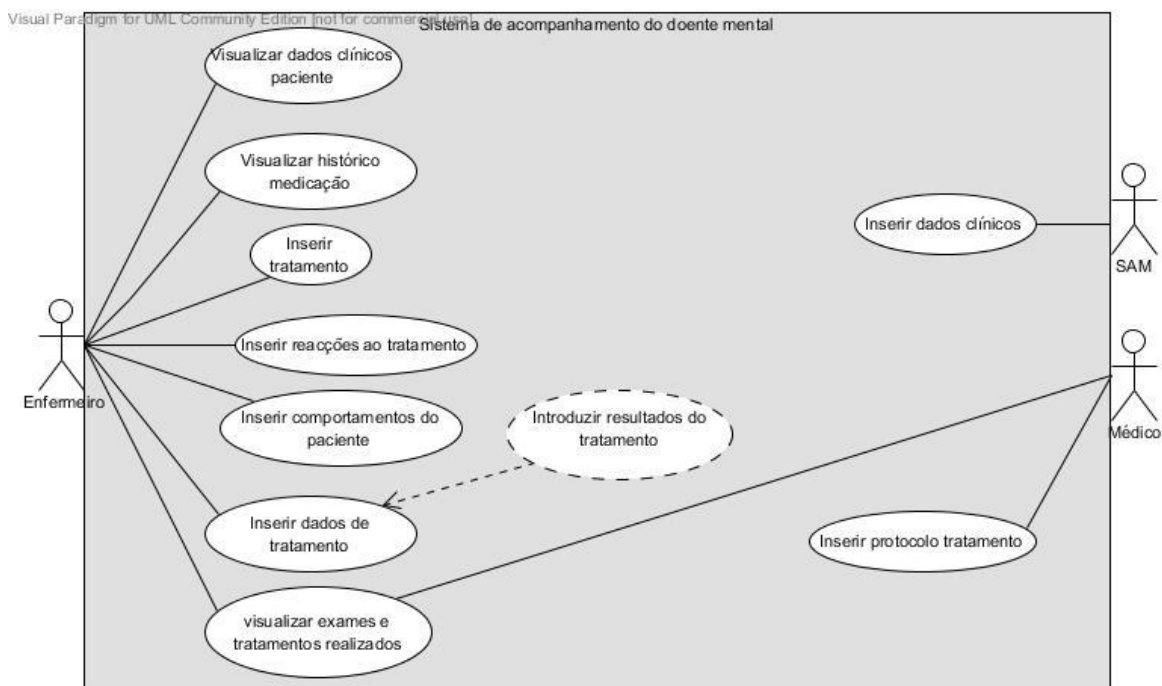 Visual Paradigm for UML Community Edition [not for commercial use]
Sistema de acompanhamento do doente mental
Visualizar dados clínicos
paciente
Visualizar histórico
medicação
Inserir
tratamento
Inserir dados clínicos
SAM
Inserir reacções ao tratamento
Enfermeiro
Inserir comportamentos do
paciente
Introduzir resultados do
tratamento
Médico
Inserir dados de
tratamento
Inserir protocolo tratamento
visualizar exames e
tratamentos realizados